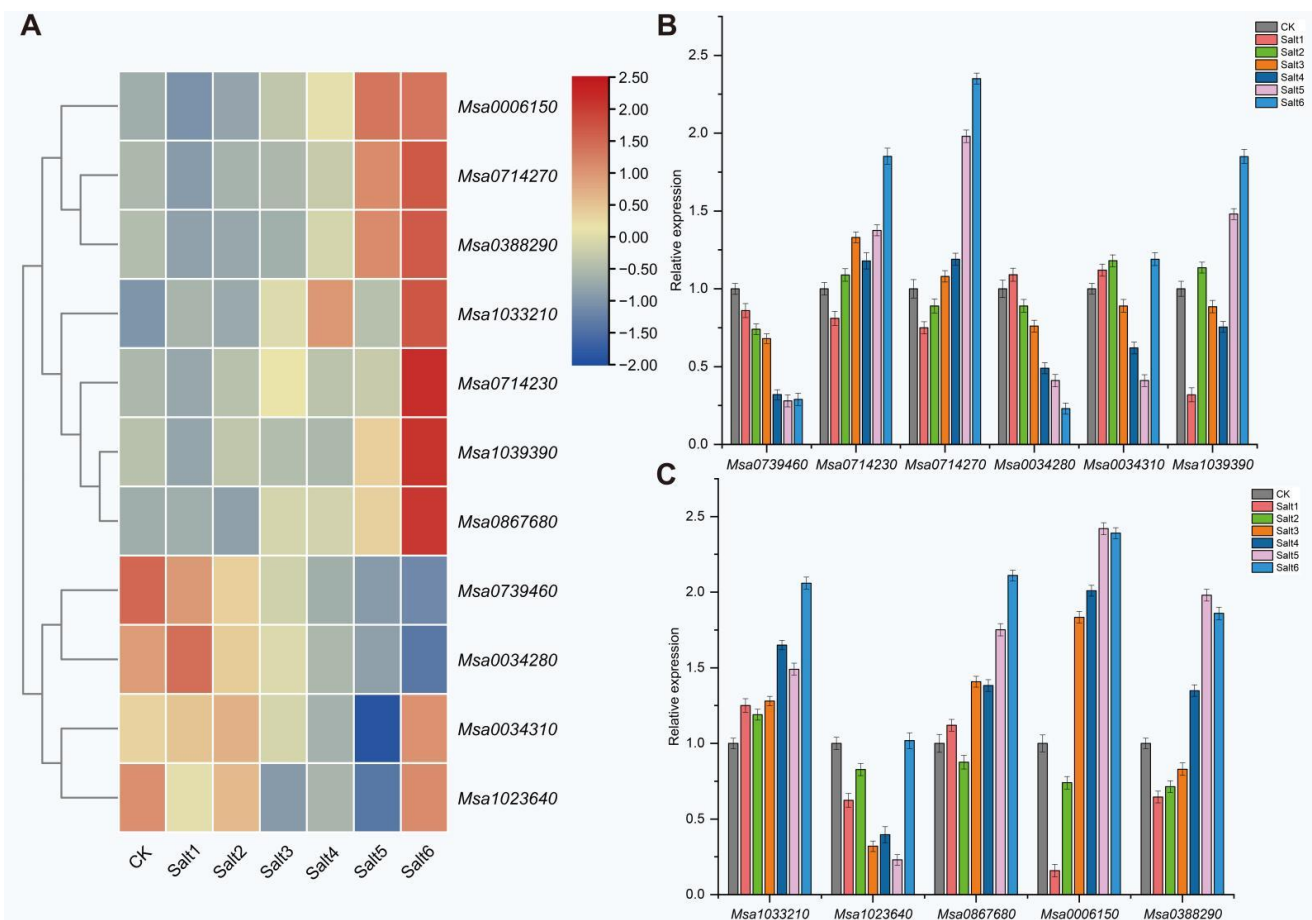 A
2.50
2.00
1.50
1.00
0.50
0.00
−0.50
−1.00
−1.50
−2.00
Msa0006150
Msa0714270
Msa0388290
Msa1033210
Msa0714230
Msa1039390
Msa0867680
Msa0739460
Msa0034280
Msa0034310
Msa1023640
CK
Salt1
Salt2
Salt3
Salt4
Salt5
Salt6
B
Relative expression
2.5
2.0
1.5
1.0
0.5
0.0
CK
Salt1
Salt2
Salt3
Salt4
Salt5
Salt6
Msa0739460
Msa0714230
Msa0714270
Msa0034280
Msa0034310
Msa1039390
C
Relative expression
2.5
2.0
1.5
1.0
0.5
0.0
CK
Salt1
Salt2
Salt3
Salt4
Salt5
Salt6
Msa1033210
Msa1023640
Msa0867680
Msa0006150
Msa0388290